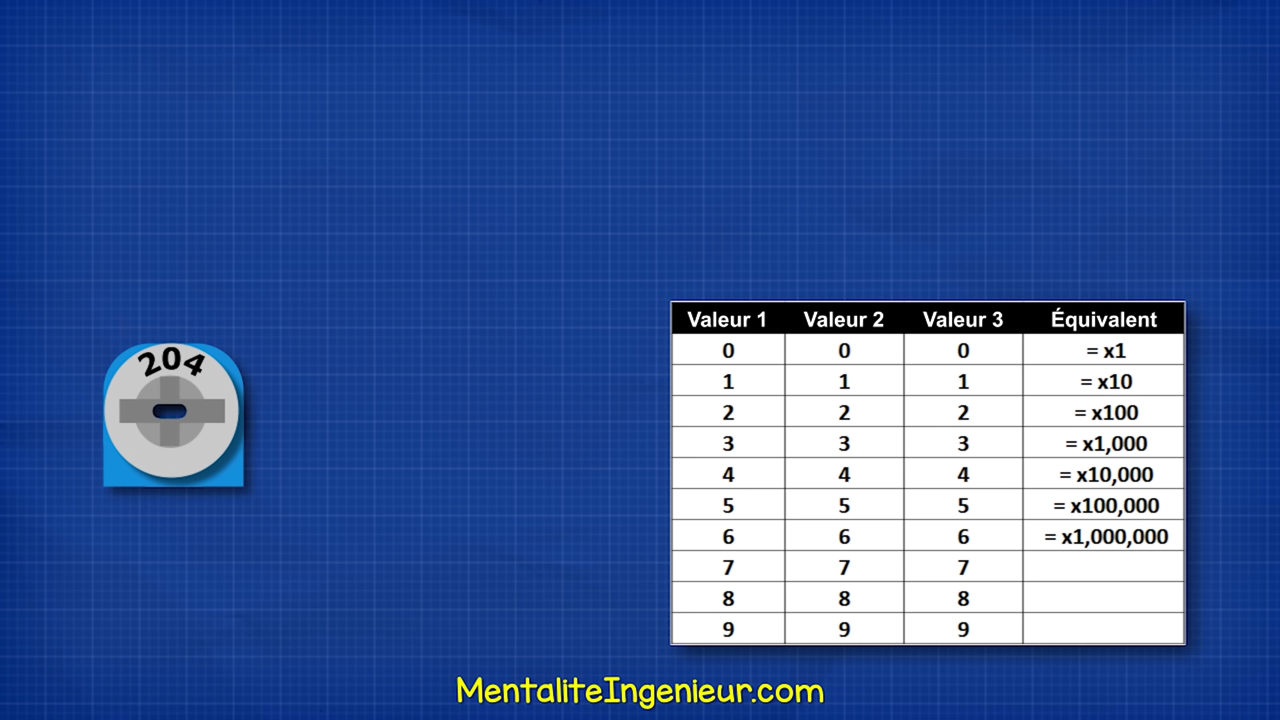 204
Valeur 1 Valeur 2 Valeur 3 Équivalent
0 0 0 = x1
1 1 1 = x10
2 2 2 = x100
3 3 3 = x1,000
4 4 4 = x10,000
5 5 5 = x100,000
6 6 6 = x1,000,000
7 7 7
8 8 8
9 9 9
MentaliteIngenieur.com